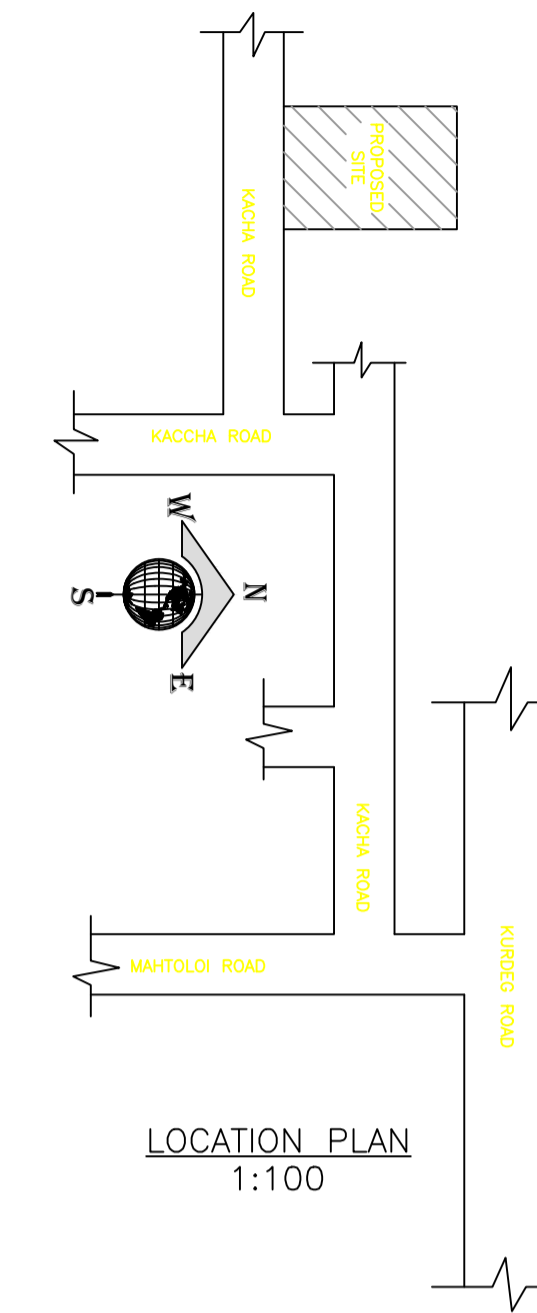 PROPOSED
SITE
KACHA ROAD
KACCHA ROAD
W
N
S
E
KACHA ROAD
KURDEG ROAD
MAHTOLOI ROAD
LOCATION PLAN
1:100